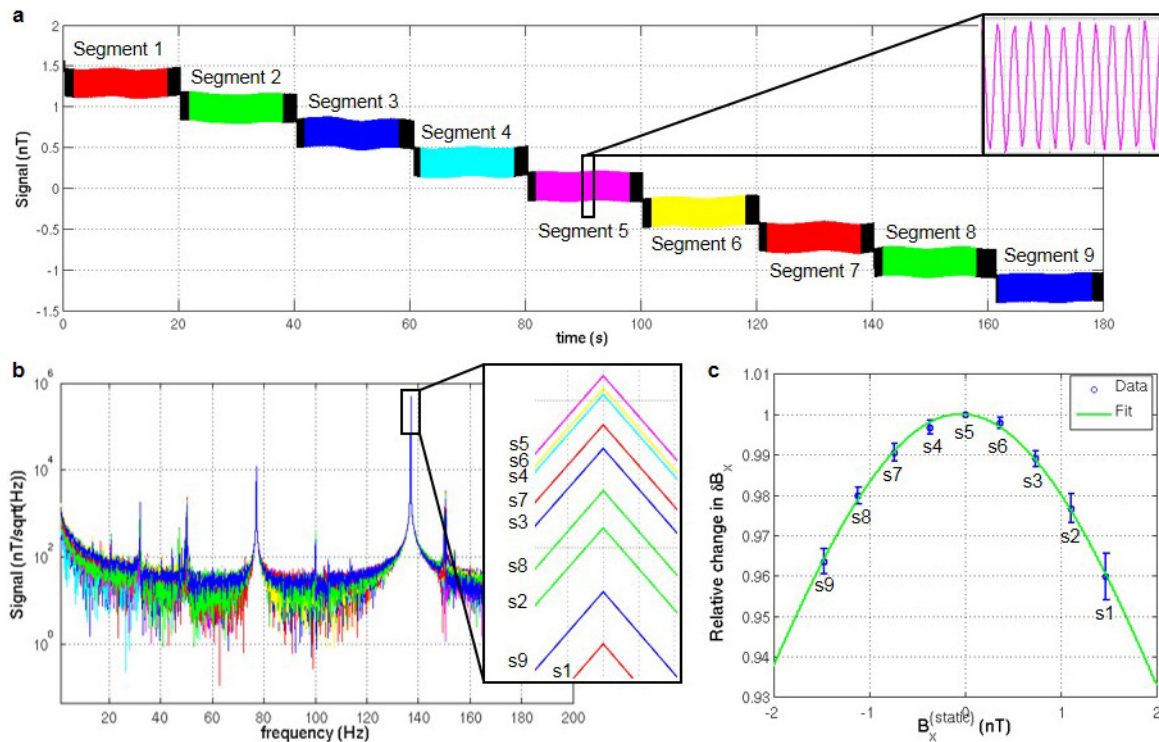 a
2
1.5
1
0.5
0
-0.5
-1
-1.5
Signal (nT)
Segment 1
Segment 2
Segment 3
Segment 4
Segment 5
Segment 6
Segment 7
Segment 8
Segment 9
0 20 40 60 80 100 120 140 160 180
time (s)
b
10^6
10^4
10^2
10^0
Signal (nT/sqrt(Hz))
20 40 60 80 100 120 140 160 180 200
frequency (Hz)
s5
s6
s4
s7
s3
s8
s2
s9
s1
c
1.01
1
0.99
0.98
0.97
0.96
0.95
0.94
0.93
Relative change in δB_x
Data
Fit
s5
s4
s6
s7
s3
s8
s2
s9
s1
-2 -1 0 1 2
B_x^(static) (nT)